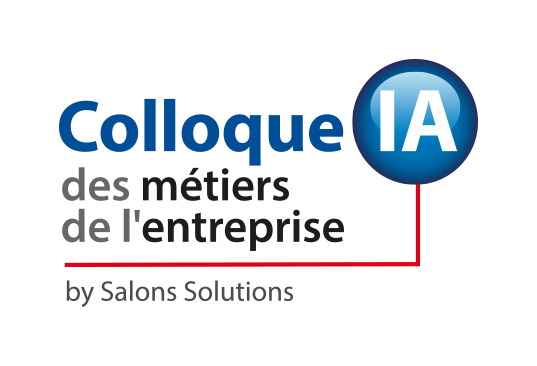 Colloque IA
des métiers
de l'entreprise
by Salons Solutions